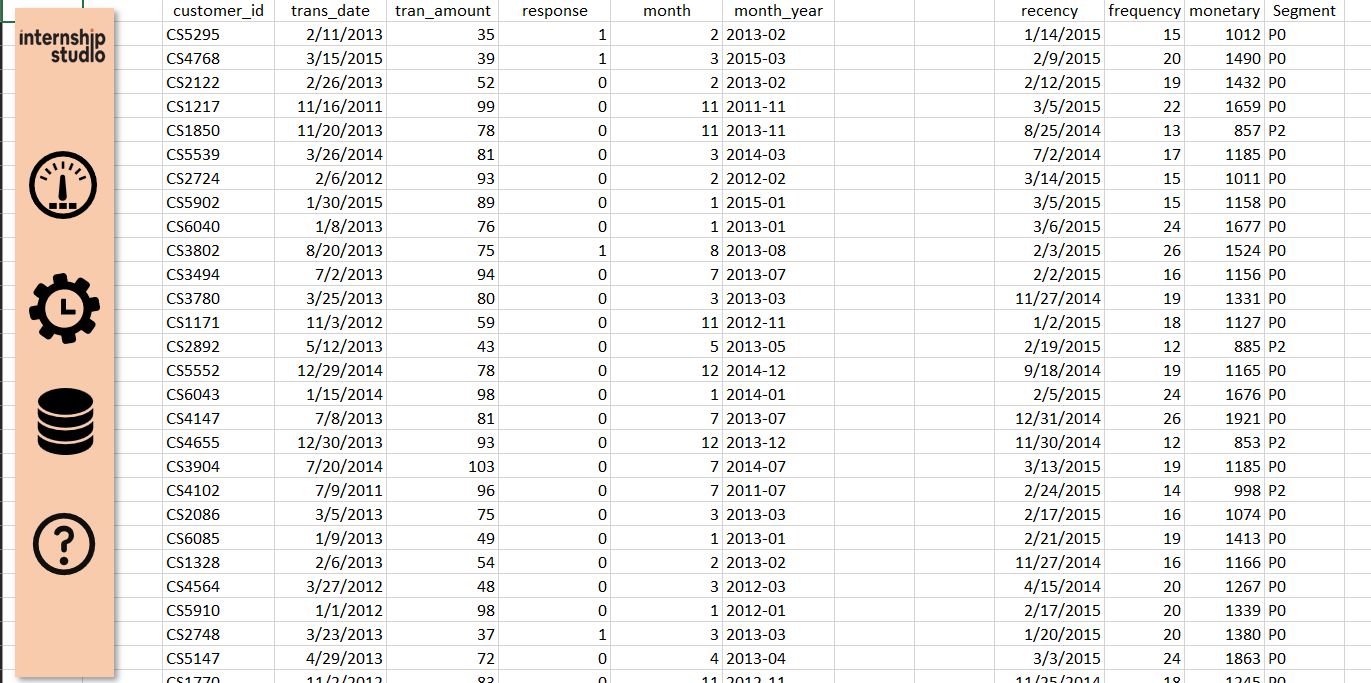 internship
studio
?
customer_id trans_date tran_amount response month month_year recency frequency monetary Segment
CS5295 2/11/2013 35 1 2 2013-02 1/14/2015 15 1012 P0
CS4768 3/15/2015 39 1 3 2015-03 2/9/2015 20 1490 P0
CS2122 2/26/2013 52 0 2 2013-02 2/12/2015 19 1432 P0
CS1217 11/16/2011 99 0 11 2011-11 3/5/2015 22 1659 P0
CS1850 11/20/2013 78 0 11 2013-11 8/25/2014 13 857 P2
CS5539 3/26/2014 81 0 3 2014-03 7/2/2014 17 1185 P0
CS2724 2/6/2012 93 0 2 2012-02 3/14/2015 15 1011 P0
CS5902 1/30/2015 89 0 1 2015-01 3/5/2015 15 1158 P0
CS6040 1/8/2013 76 0 1 2013-01 3/6/2015 24 1677 P0
CS3802 8/20/2013 75 1 8 2013-08 2/3/2015 26 1524 P0
CS3494 7/2/2013 94 0 7 2013-07 2/2/2015 16 1156 P0
CS3780 3/25/2013 80 0 3 2013-03 11/27/2014 19 1331 P0
CS1171 11/3/2012 59 0 11 2012-11 1/2/2015 18 1127 P0
CS2892 5/12/2013 43 0 5 2013-05 2/19/2015 12 885 P2
CS5552 12/29/2014 78 0 12 2014-12 9/18/2014 19 1165 P0
CS6043 1/15/2014 98 0 1 2014-01 2/5/2015 24 1676 P0
CS4147 7/8/2013 81 0 7 2013-07 12/31/2014 26 1921 P0
CS4655 12/30/2013 93 0 12 2013-12 11/30/2014 12 853 P2
CS3904 7/20/2014 103 0 7 2014-07 3/13/2015 19 1185 P0
CS4102 7/9/2011 96 0 7 2011-07 2/24/2015 14 998 P2
CS2086 3/5/2013 75 0 3 2013-03 2/17/2015 16 1074 P0
CS6085 1/9/2013 49 0 1 2013-01 2/21/2015 19 1413 P0
CS1328 2/6/2013 54 0 2 2013-02 11/27/2014 16 1166 P0
CS4564 3/27/2012 48 0 3 2012-03 4/15/2014 20 1267 P0
CS5910 1/1/2012 98 0 1 2012-01 2/17/2015 20 1339 P0
CS2748 3/23/2013 37 1 3 2013-03 1/20/2015 20 1380 P0
CS5147 4/29/2013 72 0 4 2013-04 3/3/2015 24 1863 P0
CS1770 11/2/2012 83 0 11 2012-11 11/25/2014 18 1245 P0